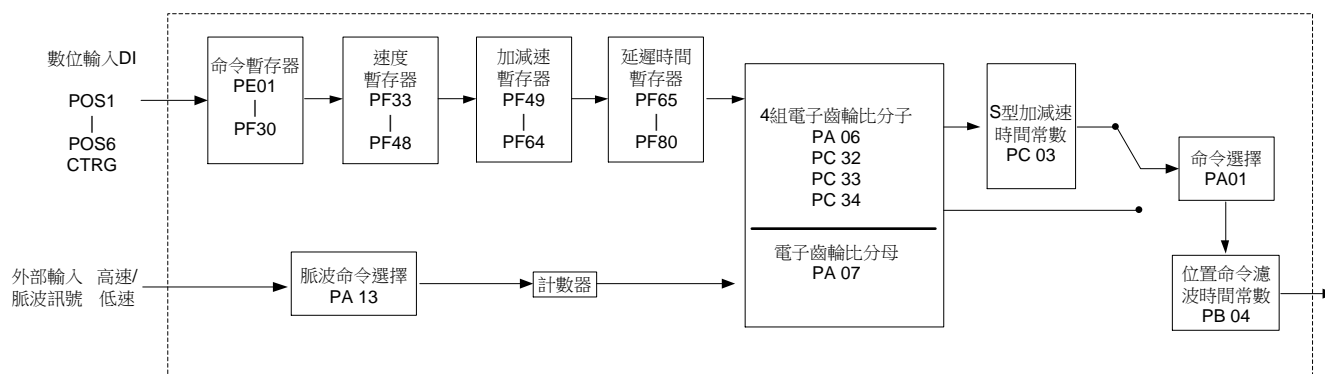 數位輸入DI
POS1
|
POS6
CTRG
命令暫存器
PE01
|
PF30
速度
暫存器
PF33
|
PF48
加減速
暫存器
PF49
|
PF64
延遲時間
暫存器
PF65
|
PF80
4組電子齒輪比分子
PA 06
PC 32
PC 33
PC 34
電子齒輪比分母
PA 07
S型加減速
時間常數
PC 03
命令選擇
PA01
位置命令濾
波時間常數
PB 04
外部輸入 高速/
脈波訊號 低速
脈波命令選擇
PA 13
計數器